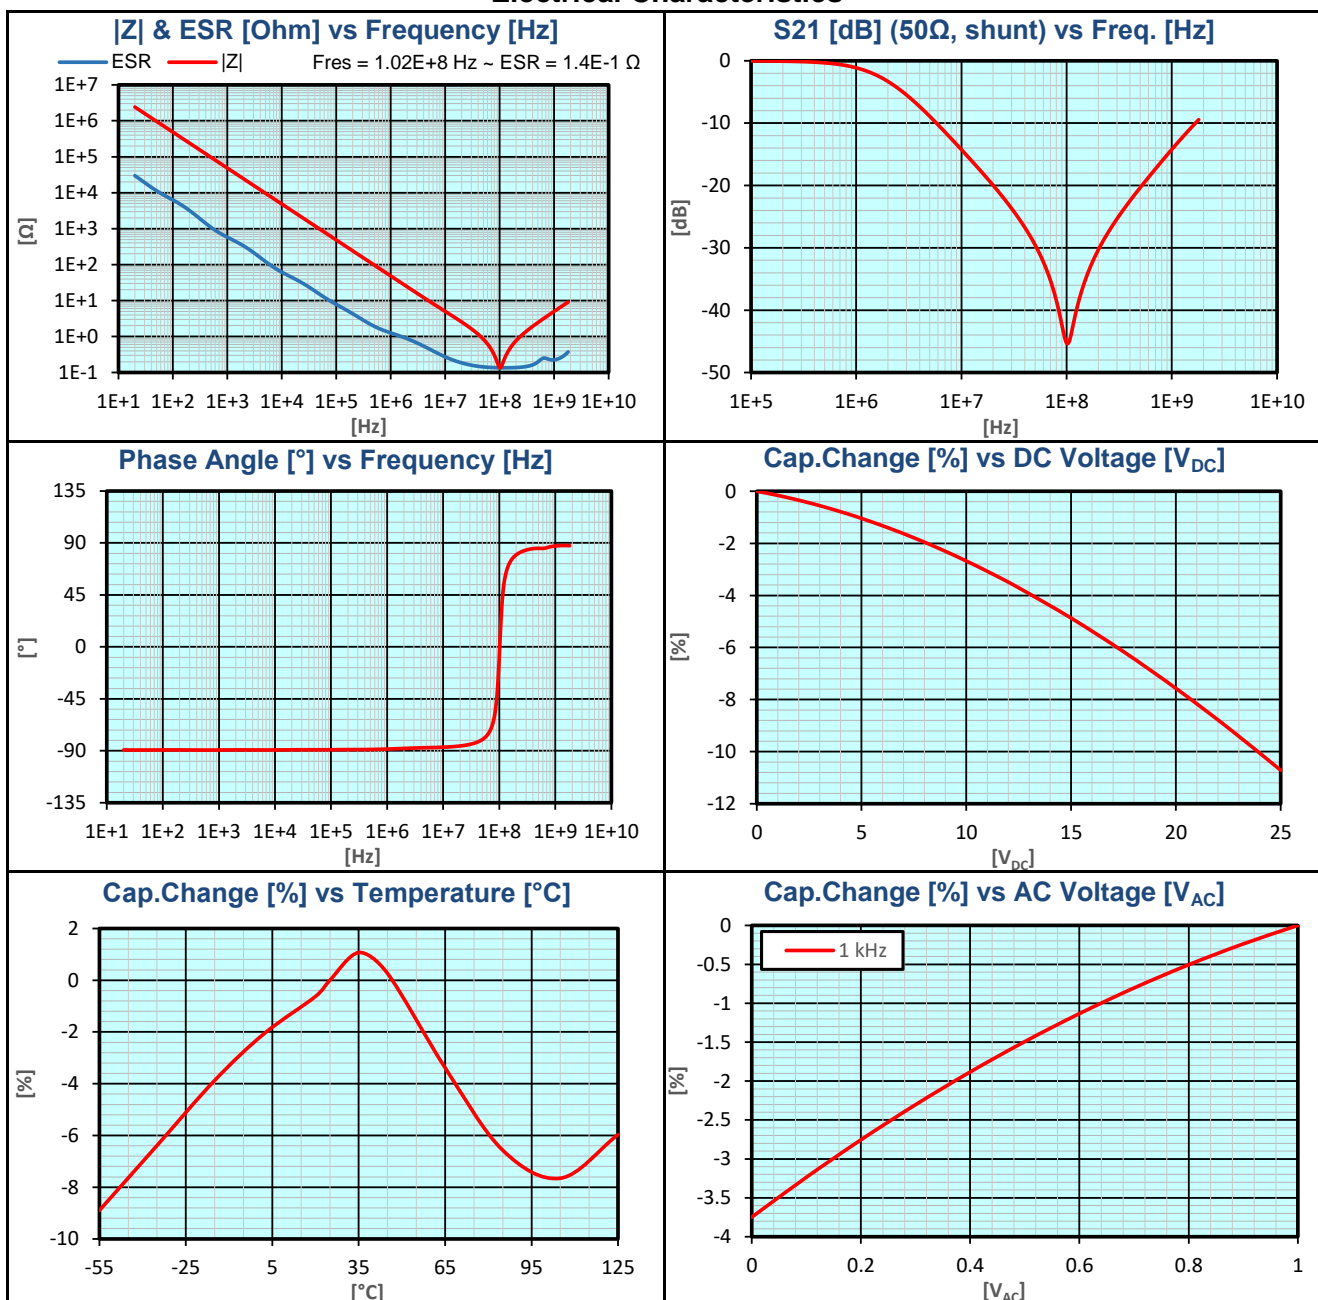 Electrical Characteristics
|Z| & ESR [Ohm] vs Frequency [Hz]
ESR |Z| Fres = 1.02E+8 Hz ~ ESR = 1.4E-1 Ω
1E+7
1E+6
1E+5
1E+4
1E+3
1E+2
1E+1
1E+0
1E-1
[Ω]
1E+1 1E+2 1E+3 1E+4 1E+5 1E+6 1E+7 1E+8 1E+9 1E+10
[Hz]
S21 [dB] (50Ω, shunt) vs Freq. [Hz]
0
-10
-20
-30
-40
-50
[dB]
1E+5 1E+6 1E+7 1E+8 1E+9 1E+10
[Hz]
Phase Angle [°] vs Frequency [Hz]
135
90
45
0
-45
-90
-135
[°]
1E+1 1E+2 1E+3 1E+4 1E+5 1E+6 1E+7 1E+8 1E+9 1E+10
[Hz]
Cap.Change [%] vs DC Voltage [VDC]
0
-2
-4
-6
-8
-10
-12
[%]
0 5 10 15 20 25
[VDC]
Cap.Change [%] vs Temperature [°C]
2
0
-2
-4
-6
-8
-10
[%]
-55 -25 5 35 65 95 125
[°C]
Cap.Change [%] vs AC Voltage [VAC]
1 kHz
0
-0.5
-1
-1.5
-2
-2.5
-3
-3.5
-4
[%]
0 0.2 0.4 0.6 0.8 1
[VAC]